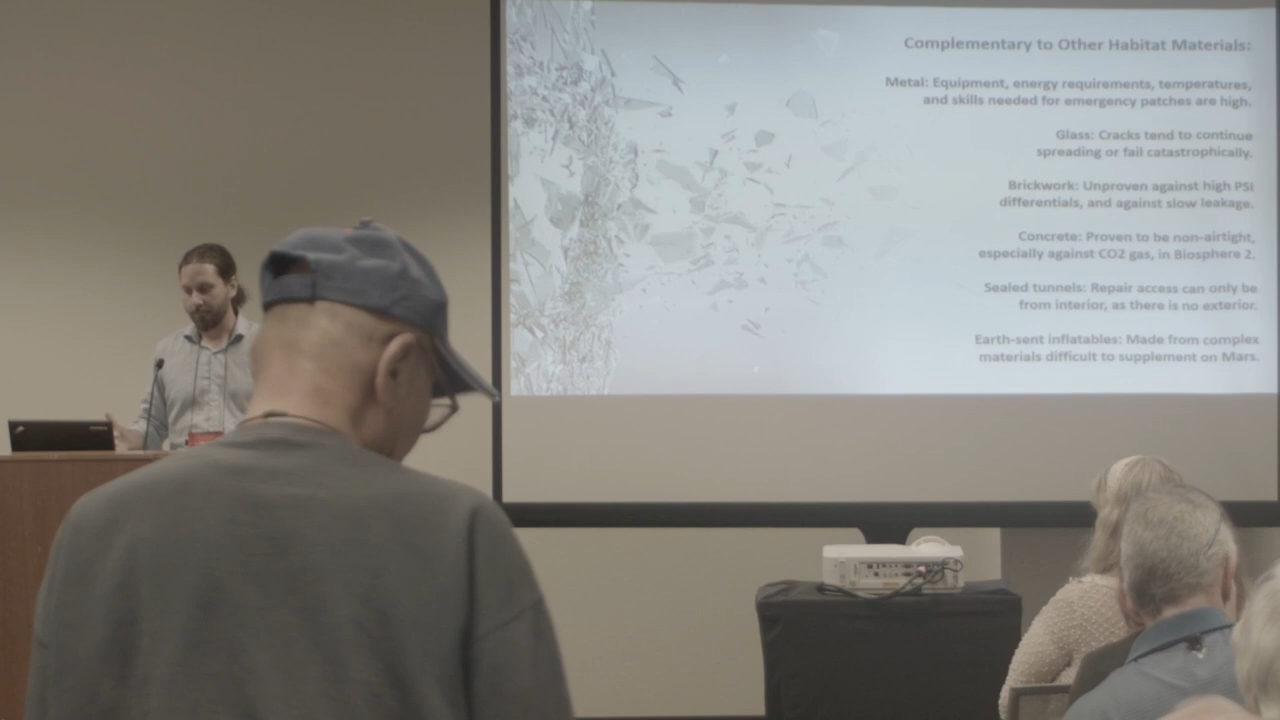 Complementary to Other Habitat Materials:
Metal: Equipment, energy requirements, temperatures,
and skills needed for emergency patches are high.
Glass: Cracks tend to continue
spreading or fail catastrophically.
Brickwork: Unproven against high PSI
differentials, and against slow leakage.
Concrete: Proven to be non-airtight,
especially against CO2 gas, in Biosphere 2.
Sealed tunnels: Repair access can only be
from interior, as there is no exterior.
Earth-sent inflatables: Made from complex
materials difficult to supplement on Mars.